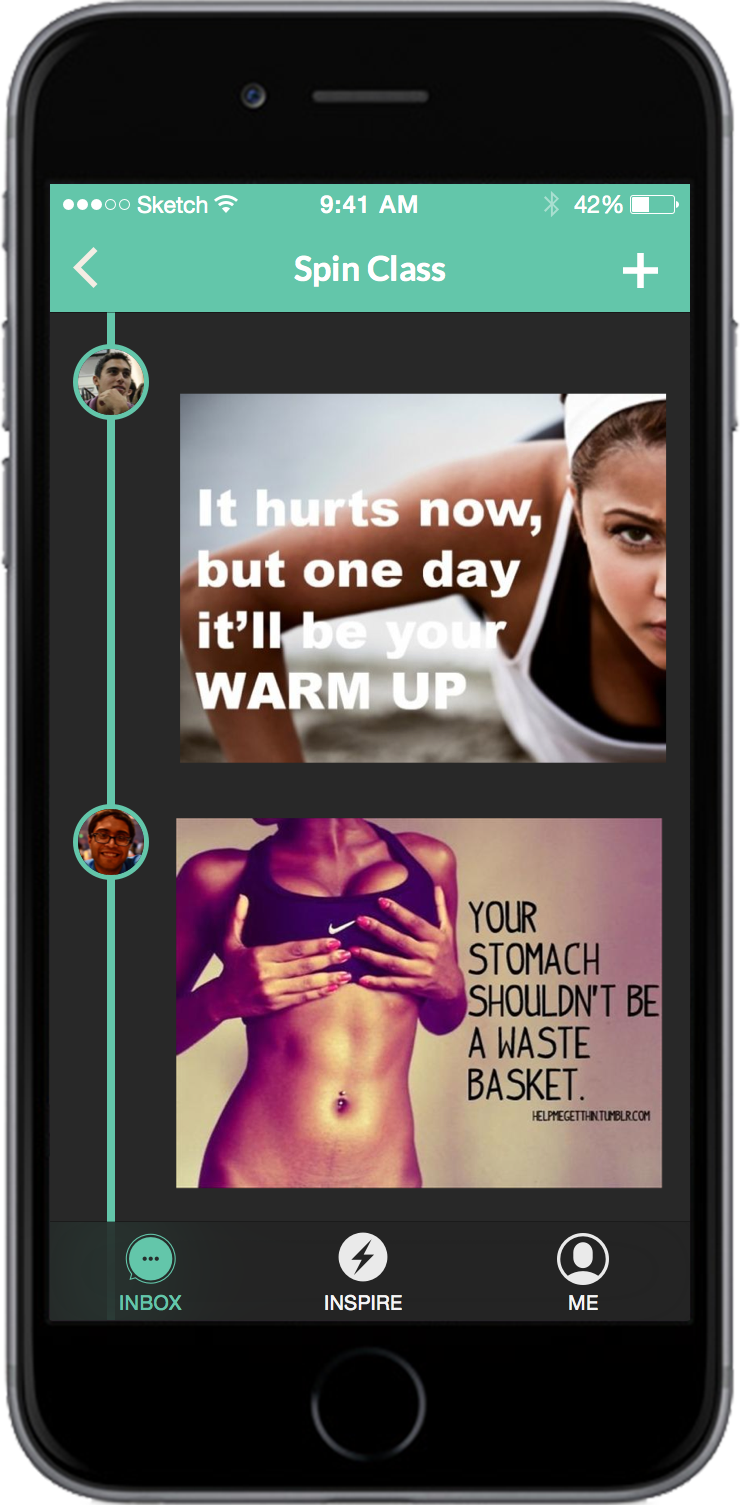 Sketch 9:41 AM 42%
Spin Class
It hurts now,
but one day
it’ll be your
WARM UP
YOUR
STOMACH
SHOULDN'T BE
A WASTE
BASKET.
HELPMEGETTHIN.TUMBLR.COM
INBOX INSPIRE ME